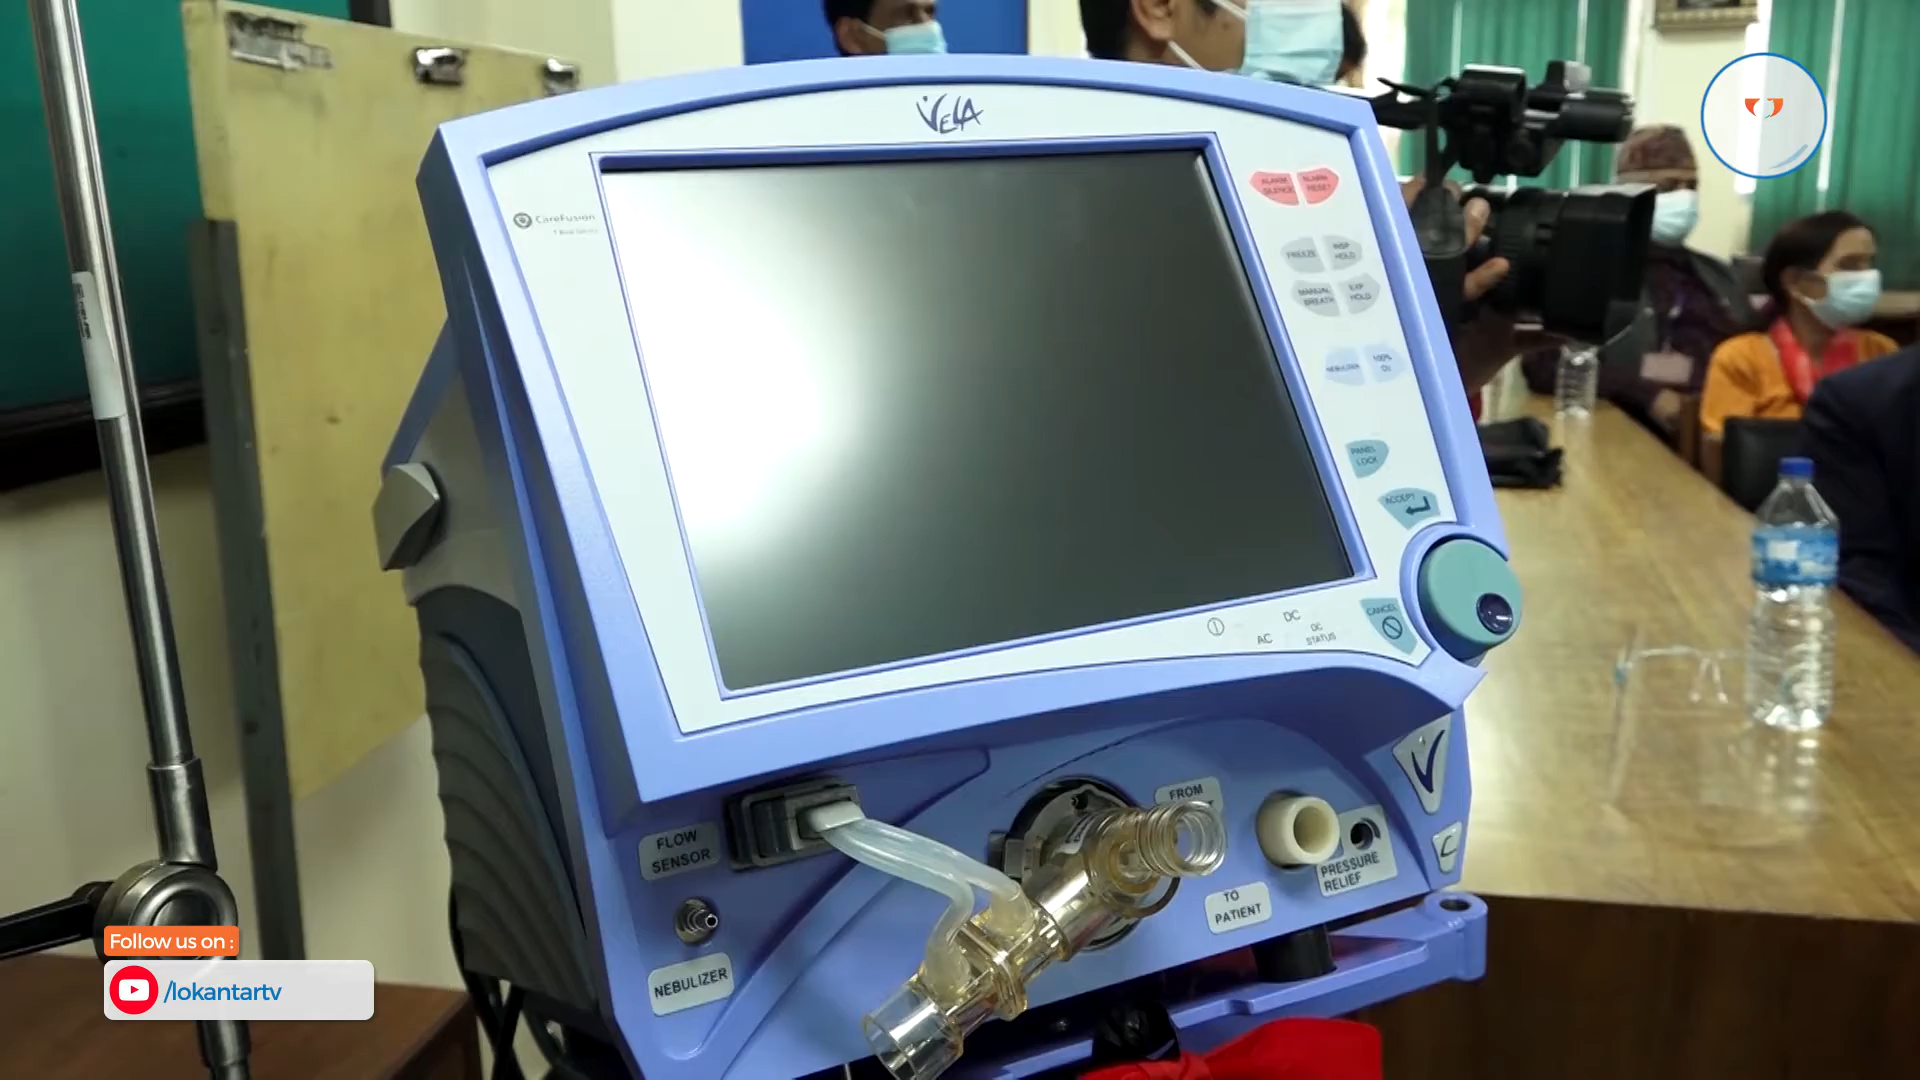 VELA
CareFusion
ALARM
SILENCE
ALARM
RESET
FREEZE
INSP
HOLD
MANUAL
BREATH
EXP
HOLD
NEBULIZER
100%
O₂
PANEL
LOCK
ACCEPT
CANCEL
DC
AC
DC
STATUS
FLOW
SENSOR
FROM
TO
PATIENT
PRESSURE
RELIEF
NEBULIZER
Follow us on :
/lokantartv